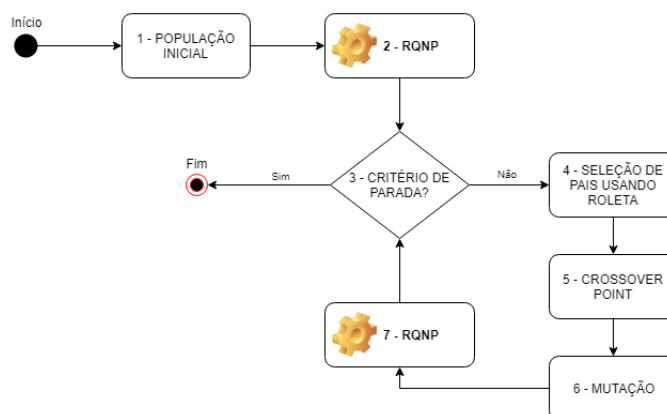 Início
1 - POPULAÇÃO
INICIAL
2 - RQNP
Fim
Sim
3 - CRITÉRIO DE
PARADA?
Não
4 - SELEÇÃO DE
PAIS USANDO
ROLETA
5 - CROSSOVER
POINT
7 - RQNP
6 - MUTAÇÃO